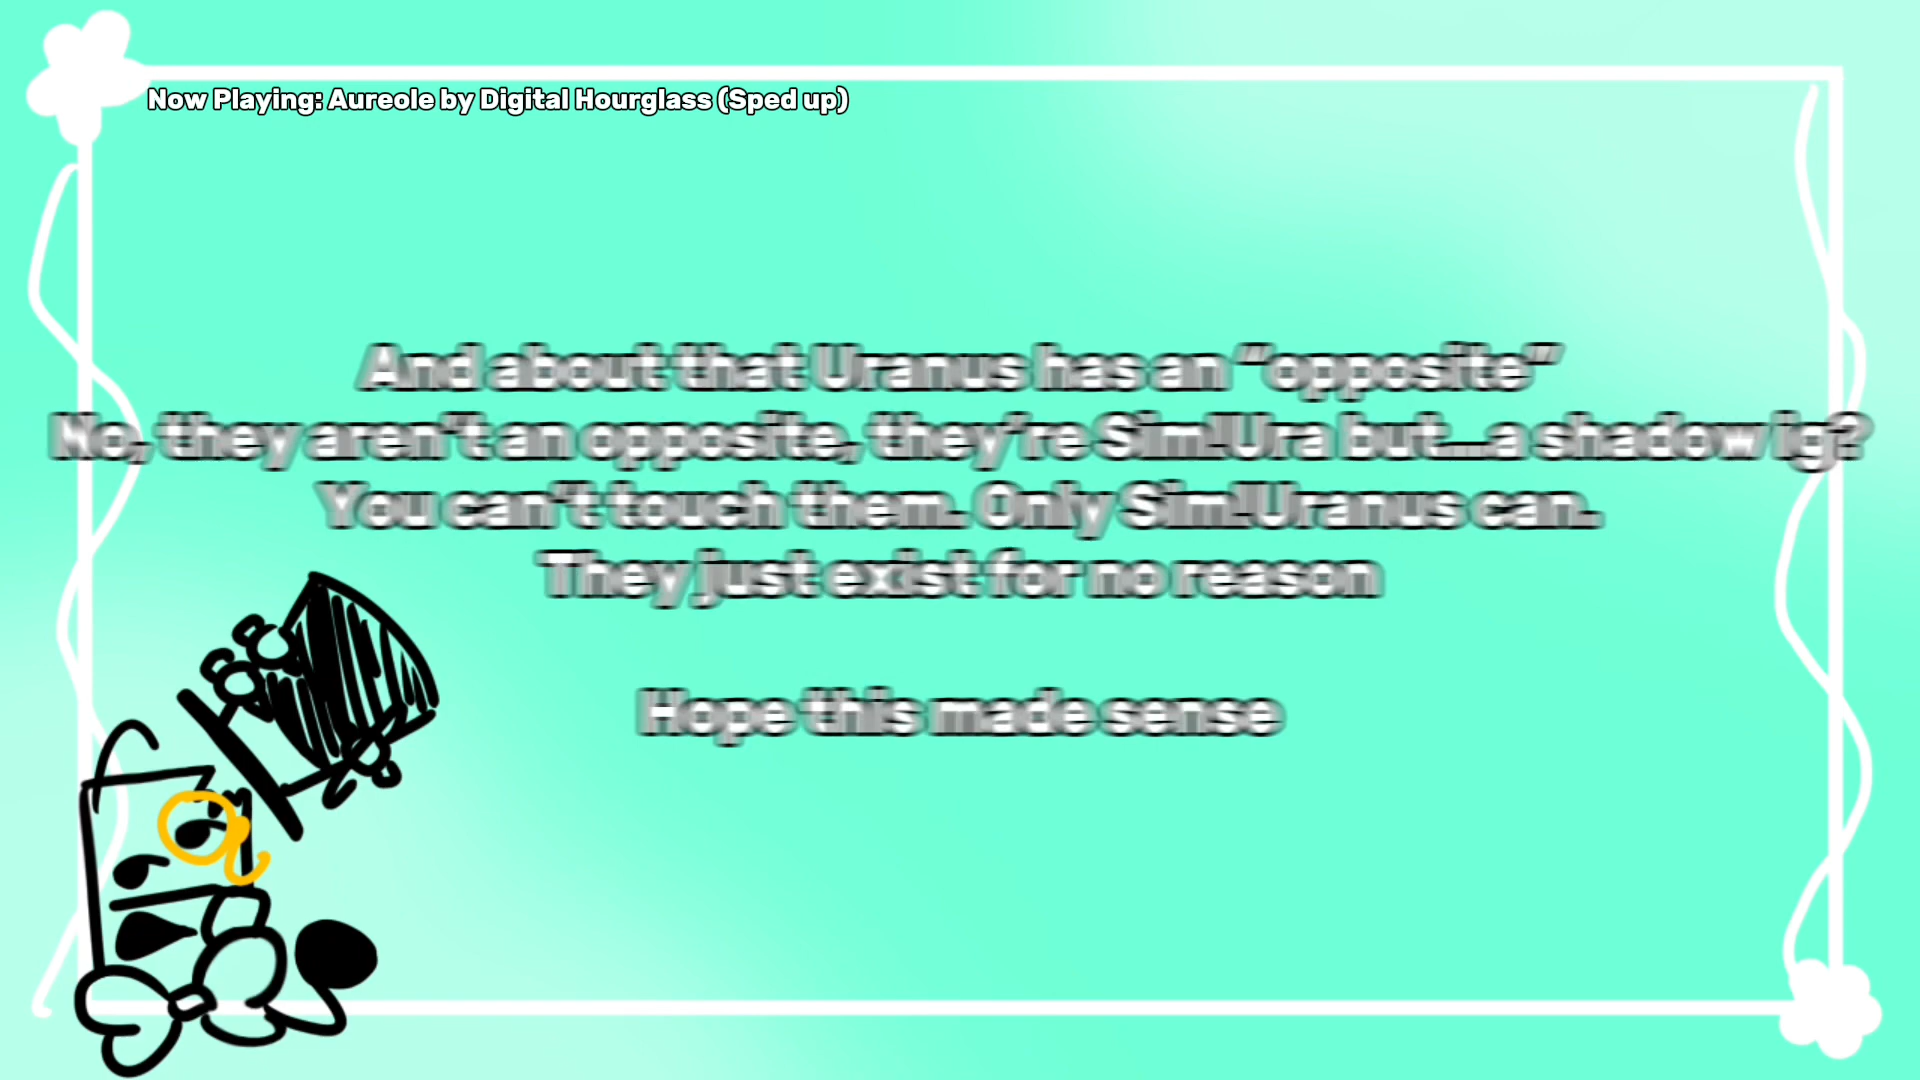 Now Playing: Aureole by Digital Hourglass (Sped up)
And about that Uranus has an "opposite"
No, they aren't an opposite, they're Sim!Ura but...a shadow ig?
You can't touch them. Only Sim!Uranus can.
They just exist for no reason
Hope this made sense